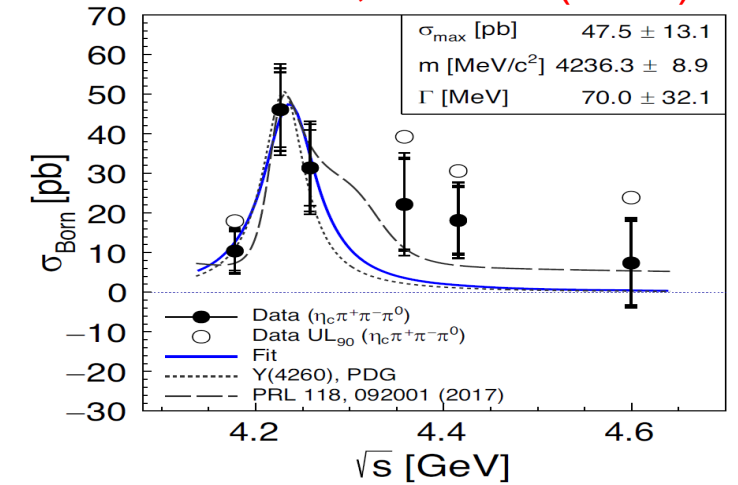 σmax [pb] 47.5 ± 13.1
m [MeV/c²] 4236.3 ± 8.9
Γ [MeV] 70.0 ± 32.1
70
60
50
40
30
20
10
0
−10
−20
−30
σBorn [pb]
Data (ηcπ⁺π⁻π⁰)
Data UL90 (ηcπ⁺π⁻π⁰)
Fit
Y(4260), PDG
PRL 118, 092001 (2017)
4.2 4.4 4.6
√s [GeV]